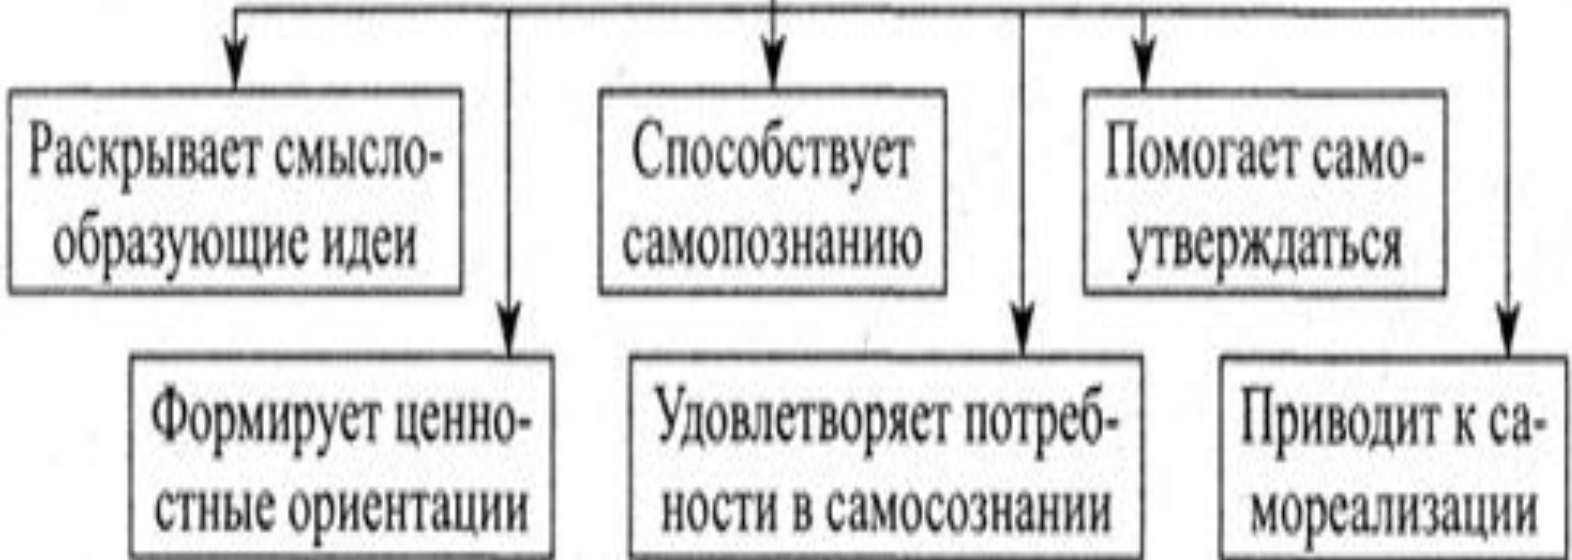 Раскрывает смысло-
образующие идеи
Способствует
самопознанию
Помогает само-
утверждаться
Формирует ценно-
стные ориентации
Удовлетворяет потреб-
ности в самосознании
Приводит к са-
мореализации